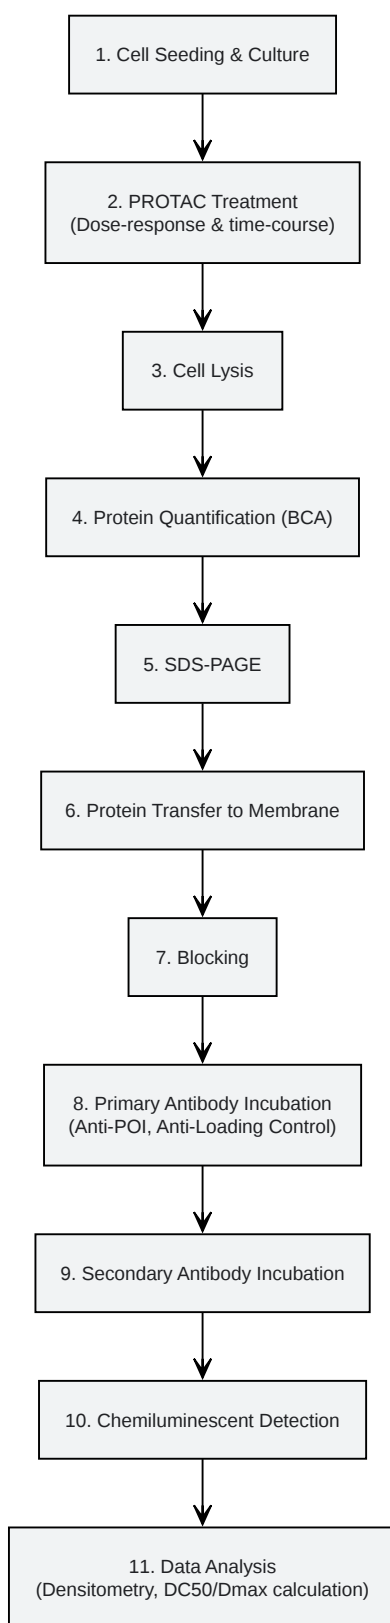 1. Cell Seeding & Culture
2. PROTAC Treatment
(Dose-response & time-course)
3. Cell Lysis
4. Protein Quantification (BCA)
5. SDS-PAGE
6. Protein Transfer to Membrane
7. Blocking
8. Primary Antibody Incubation
(Anti-POI, Anti-Loading Control)
9. Secondary Antibody Incubation
10. Chemiluminescent Detection
11. Data Analysis
(Densitometry, DC50/Dmax calculation)